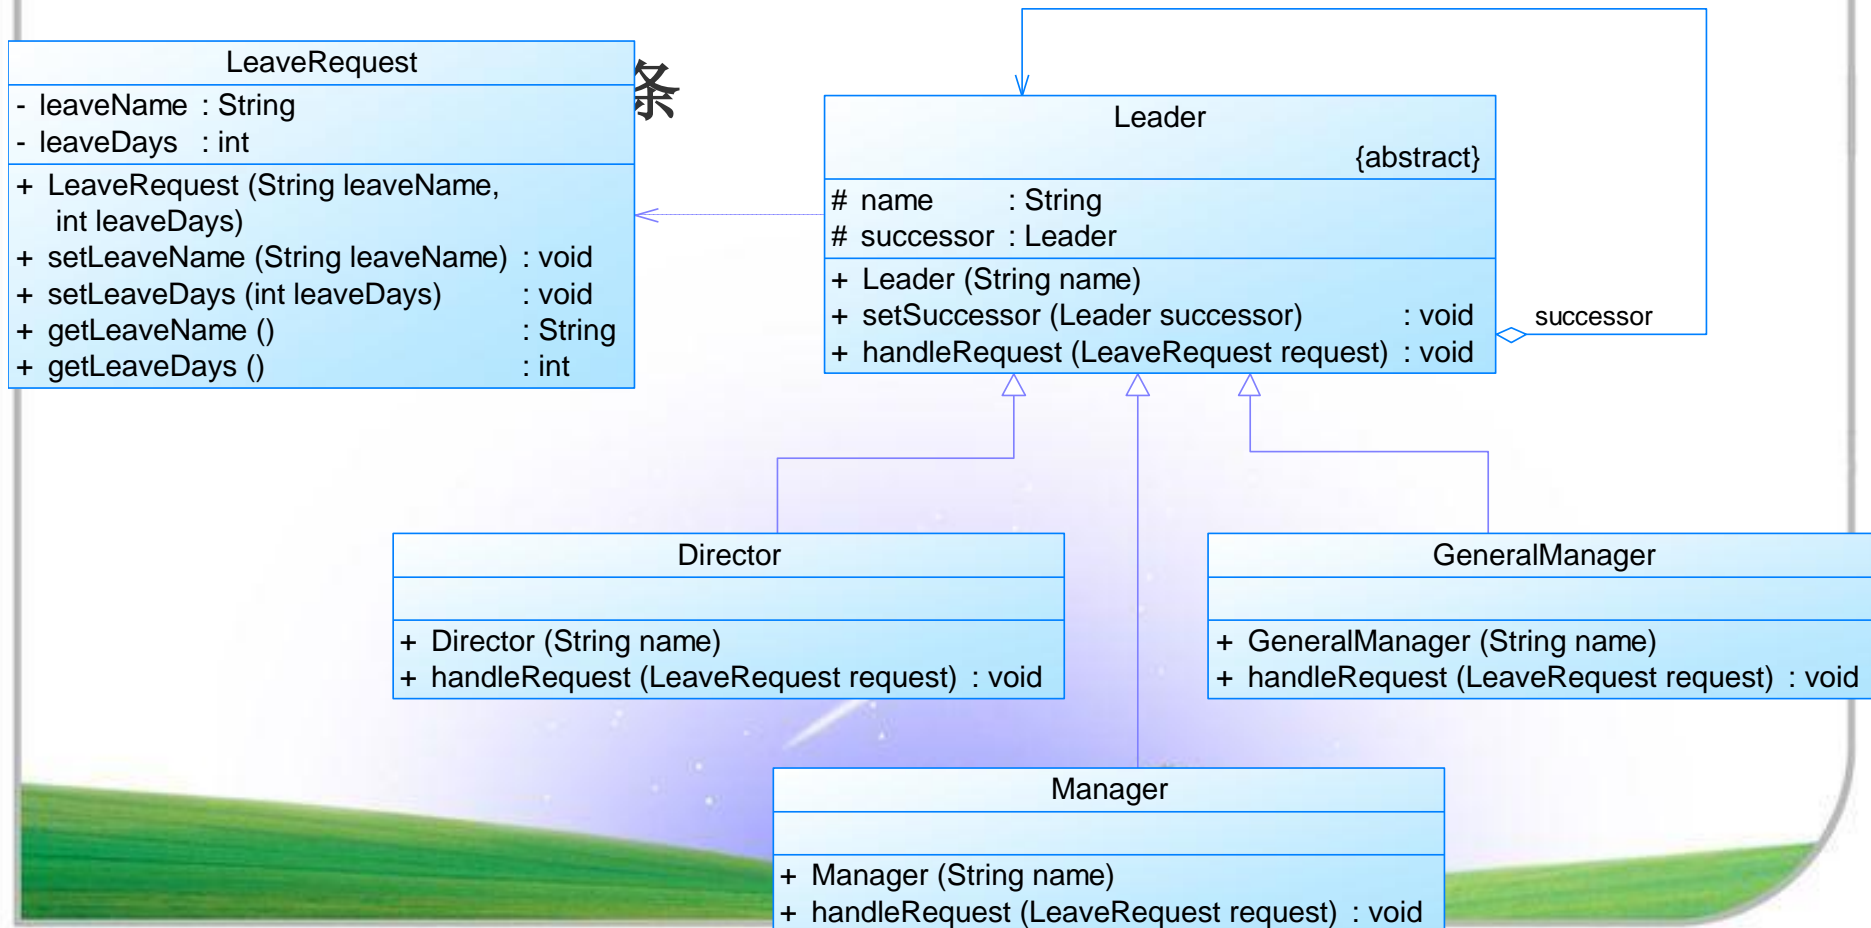 条
LeaveRequest
- leaveName : String
- leaveDays : int
+ LeaveRequest (String leaveName,
int leaveDays)
+ setLeaveName (String leaveName) : void
+ setLeaveDays (int leaveDays) : void
+ getLeaveName () : String
+ getLeaveDays () : int
Leader
{abstract}
# name : String
# successor : Leader
+ Leader (String name)
+ setSuccessor (Leader successor) : void
+ handleRequest (LeaveRequest request) : void
successor
Director
+ Director (String name)
+ handleRequest (LeaveRequest request) : void
GeneralManager
+ GeneralManager (String name)
+ handleRequest (LeaveRequest request) : void
Manager
+ Manager (String name)
+ handleRequest (LeaveRequest request) : void